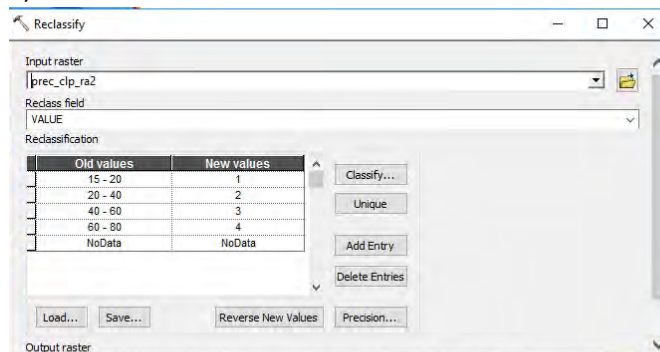 Reclassify
Input raster
prec_clp_ra2
Reclass field
VALUE
Reclassification
Old values New values
15 - 20 1
20 - 40 2
40 - 60 3
60 - 80 4
NoData NoData
Classify...
Unique
Add Entry
Delete Entries
Load... Save... Reverse New Values Precision...
Output raster